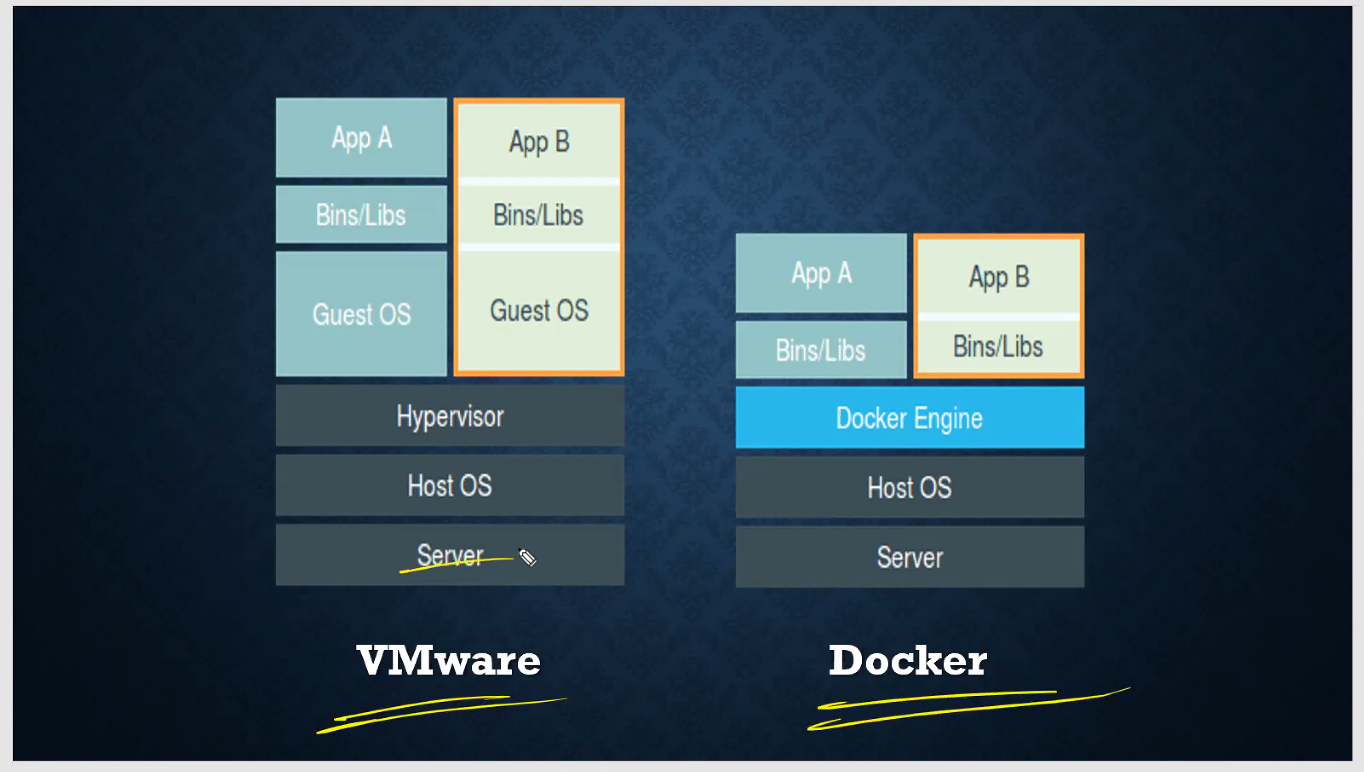 App A
App B
Bins/Libs
Bins/Libs
Guest OS
Guest OS
Hypervisor
Host OS
Server
VMware
App A
App B
Bins/Libs
Bins/Libs
Docker Engine
Host OS
Server
Docker